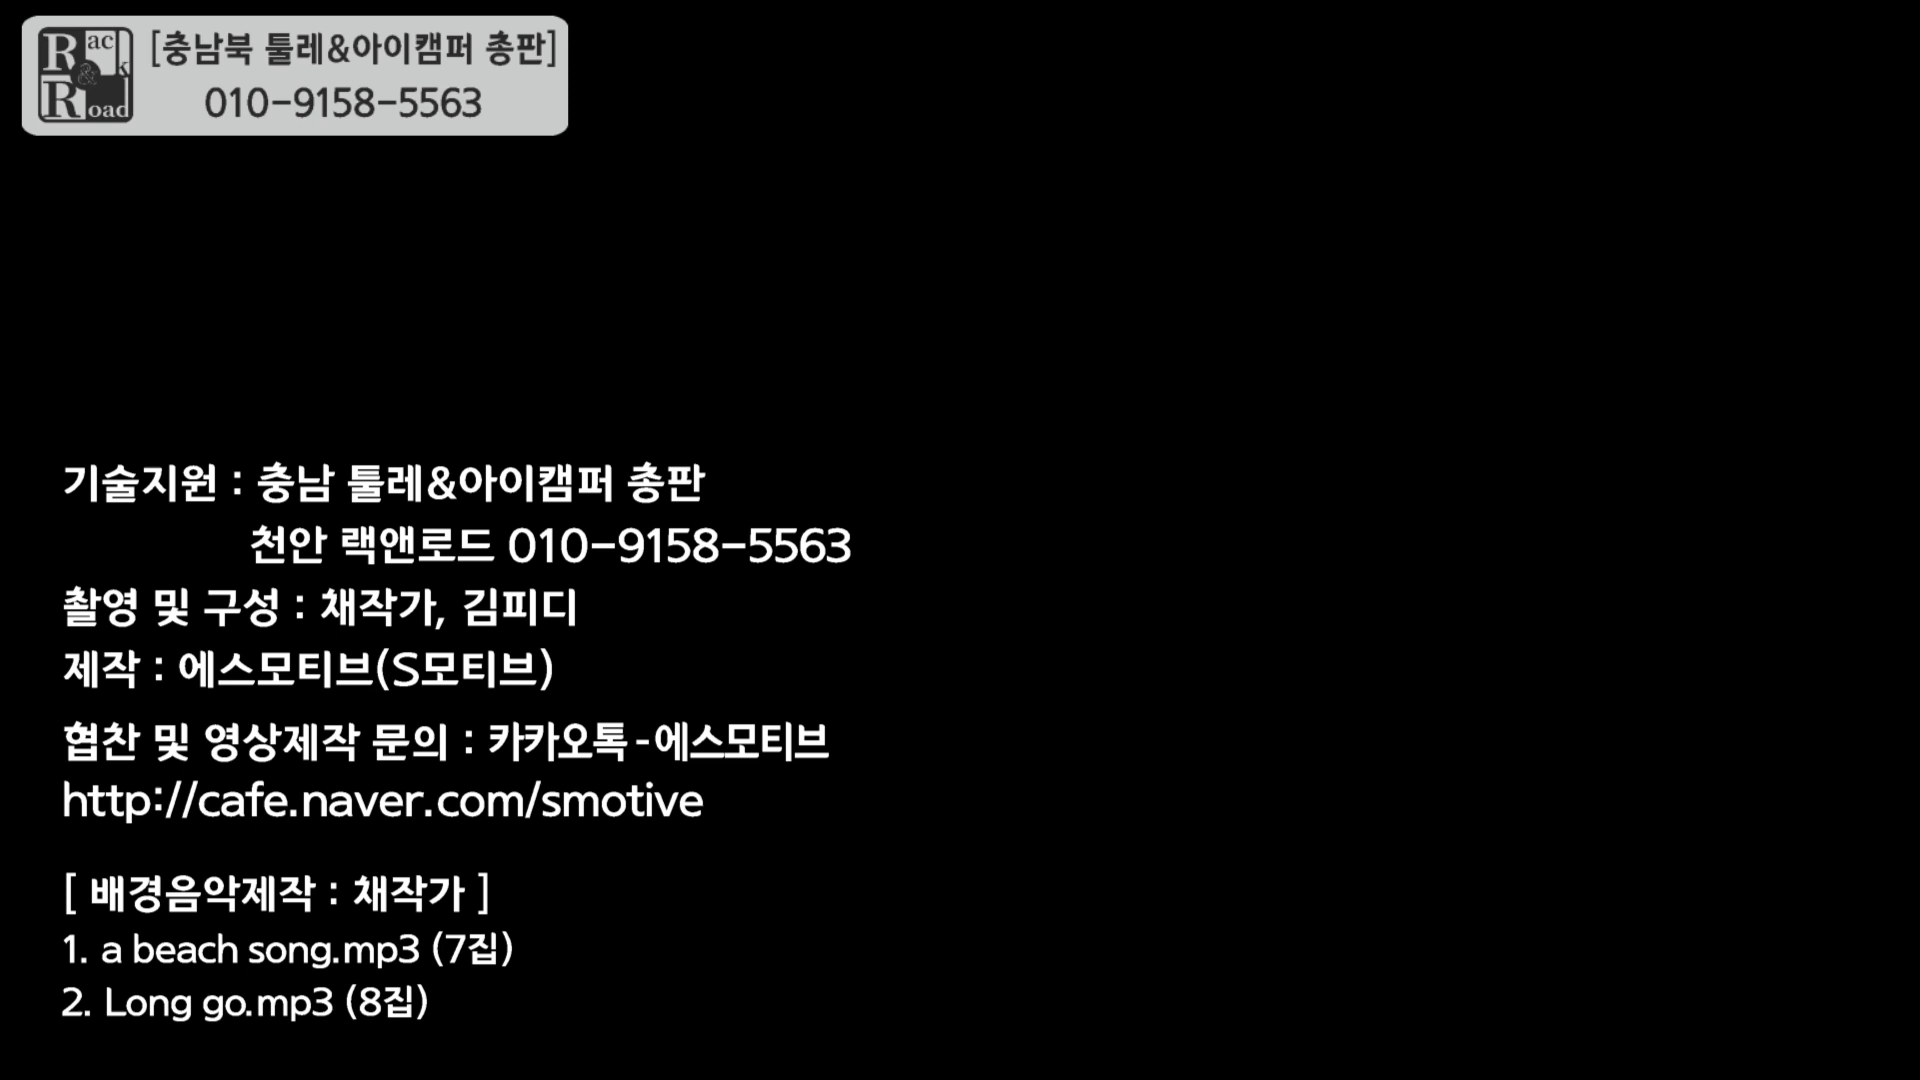 Rack
&
Road
[충남북 툴레&아이캠퍼 총판]
010-9158-5563
기술지원 : 충남 툴레&아이캠퍼 총판
천안 랙앤로드 010-9158-5563
촬영 및 구성 : 채작가, 김피디
제작 : 에스모티브(S모티브)
협찬 및 영상제작 문의 : 카카오톡-에스모티브
http://cafe.naver.com/smotive
[ 배경음악제작 : 채작가 ]
1. a beach song.mp3 (7집)
2. Long go.mp3 (8집)